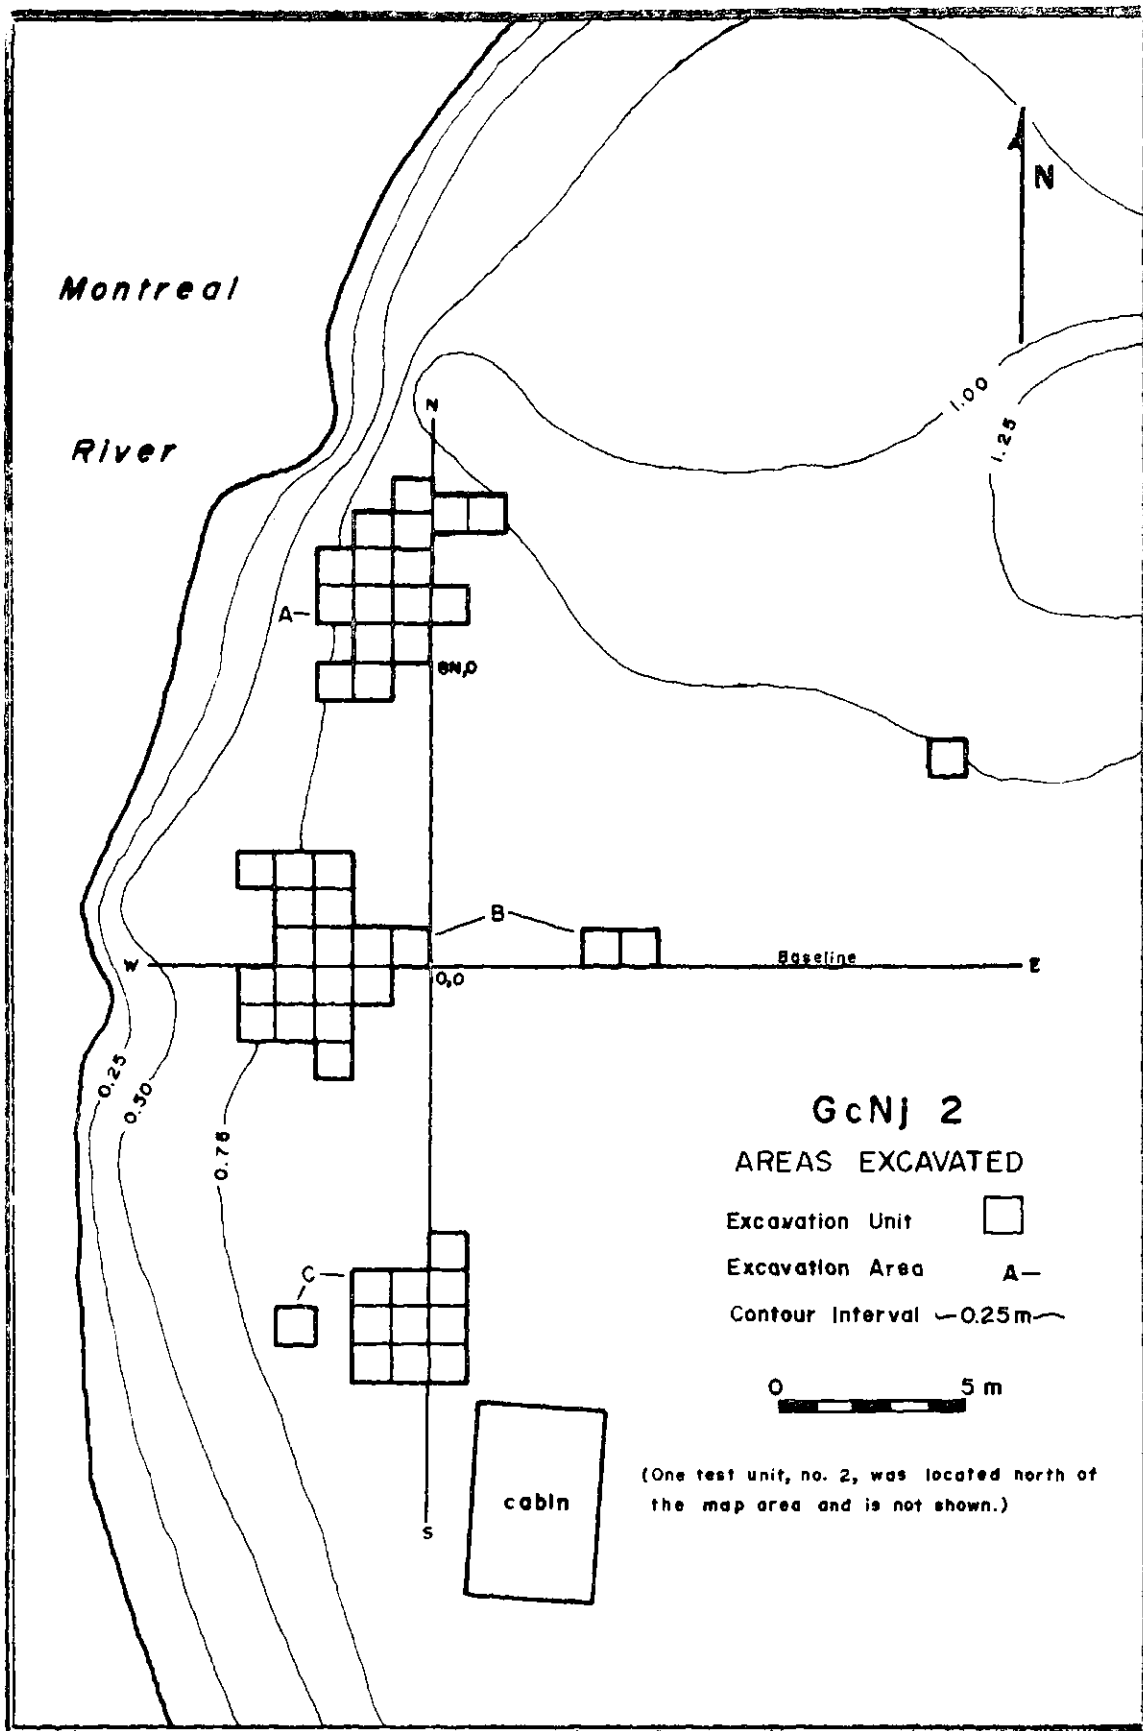 Montreal
River
N
1.00
1.25
N
A—
8N,0
B
W
Baseline
E
0,0
0.25
0.50
0.75
GcNj 2
AREAS EXCAVATED
Excavation Unit
Excavation Area A—
Contour Interval 0.25m
C
0 5 m
(One test unit, no. 2, was located north of
the map area and is not shown.)
cabin
S